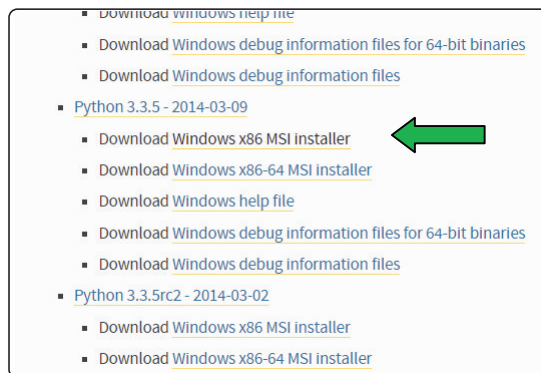 Download Windows help file
Download Windows debug information files for 64-bit binaries
Download Windows debug information files
Python 3.3.5 - 2014-03-09
Download Windows x86 MSI installer
Download Windows x86-64 MSI installer
Download Windows help file
Download Windows debug information files for 64-bit binaries
Download Windows debug information files
Python 3.3.5rc2 - 2014-03-02
Download Windows x86 MSI installer
Download Windows x86-64 MSI installer